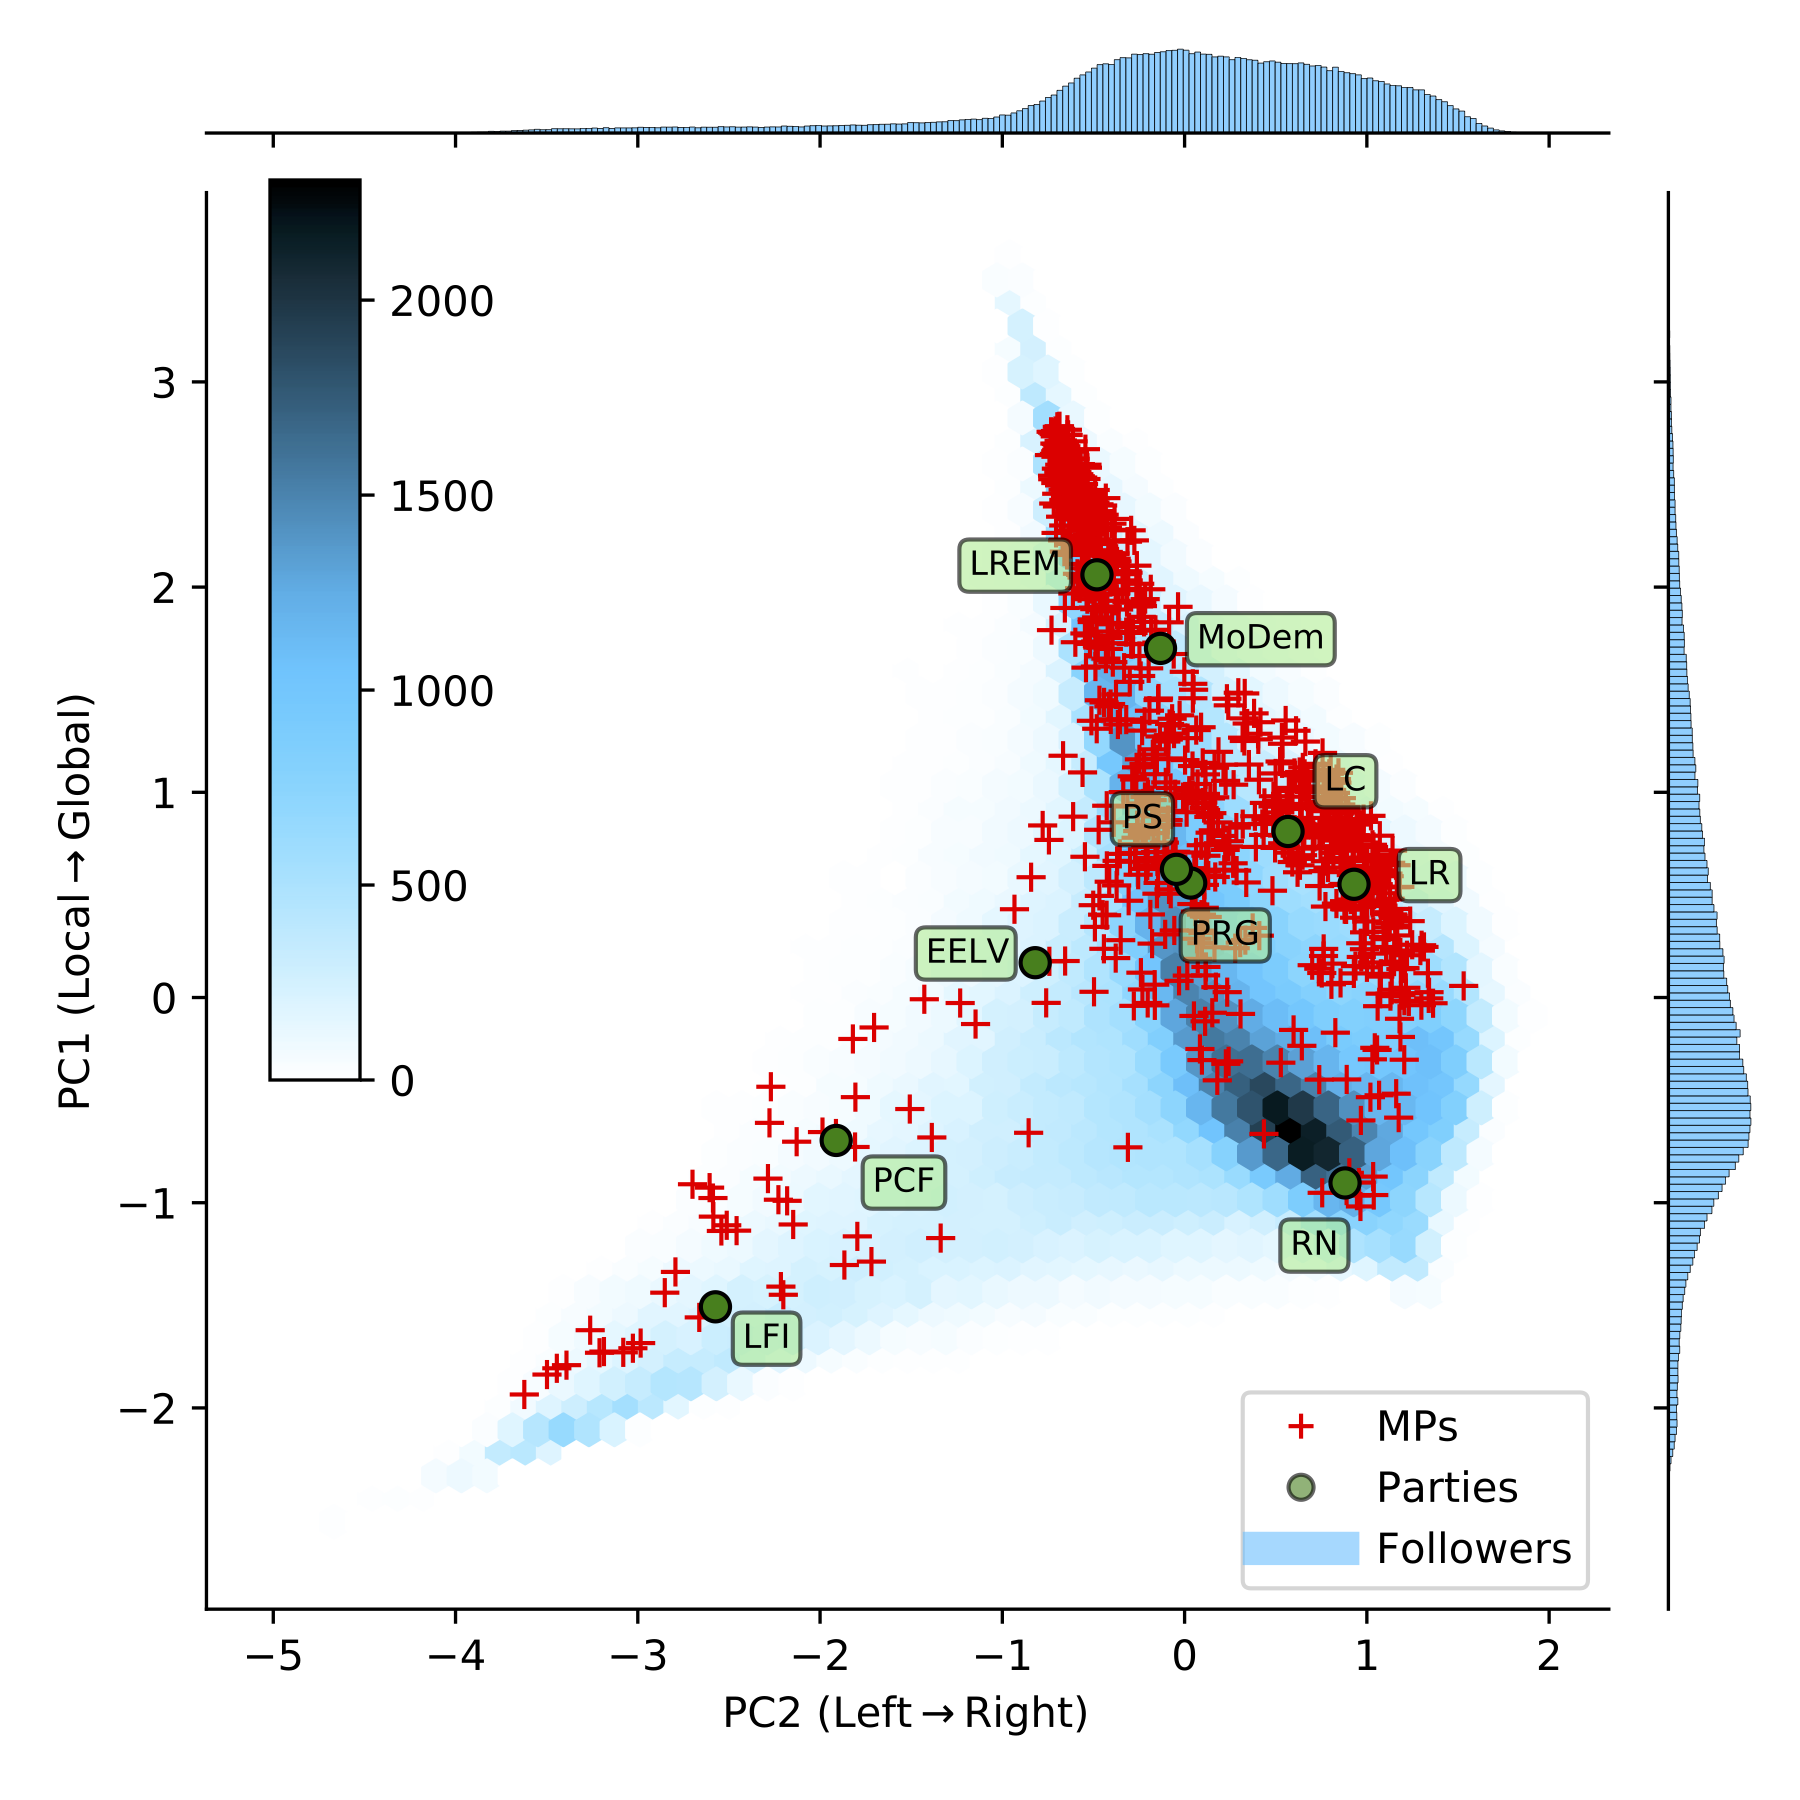 2000
1500
1000
500
0
3
2
1
0
−1
−2
PC1 (Local→Global)
LREM
MoDem
LC
PS
LR
PRG
EELV
PCF
RN
LFI
MPs
Parties
Followers
−5 −4 −3 −2 −1 0 1 2
PC2 (Left→Right)